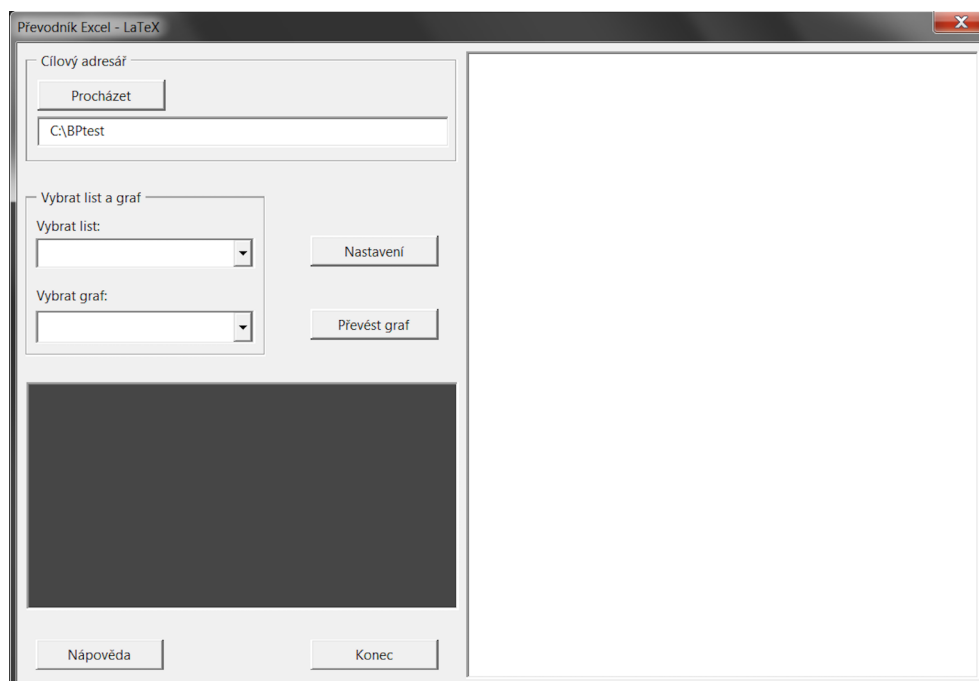 Převodník Excel - LaTeX
Cílový adresář
Procházet
C:\BPtest
Vybrat list a graf
Vybrat list:
Nastavení
Vybrat graf:
Převést graf
Nápověda
Konec